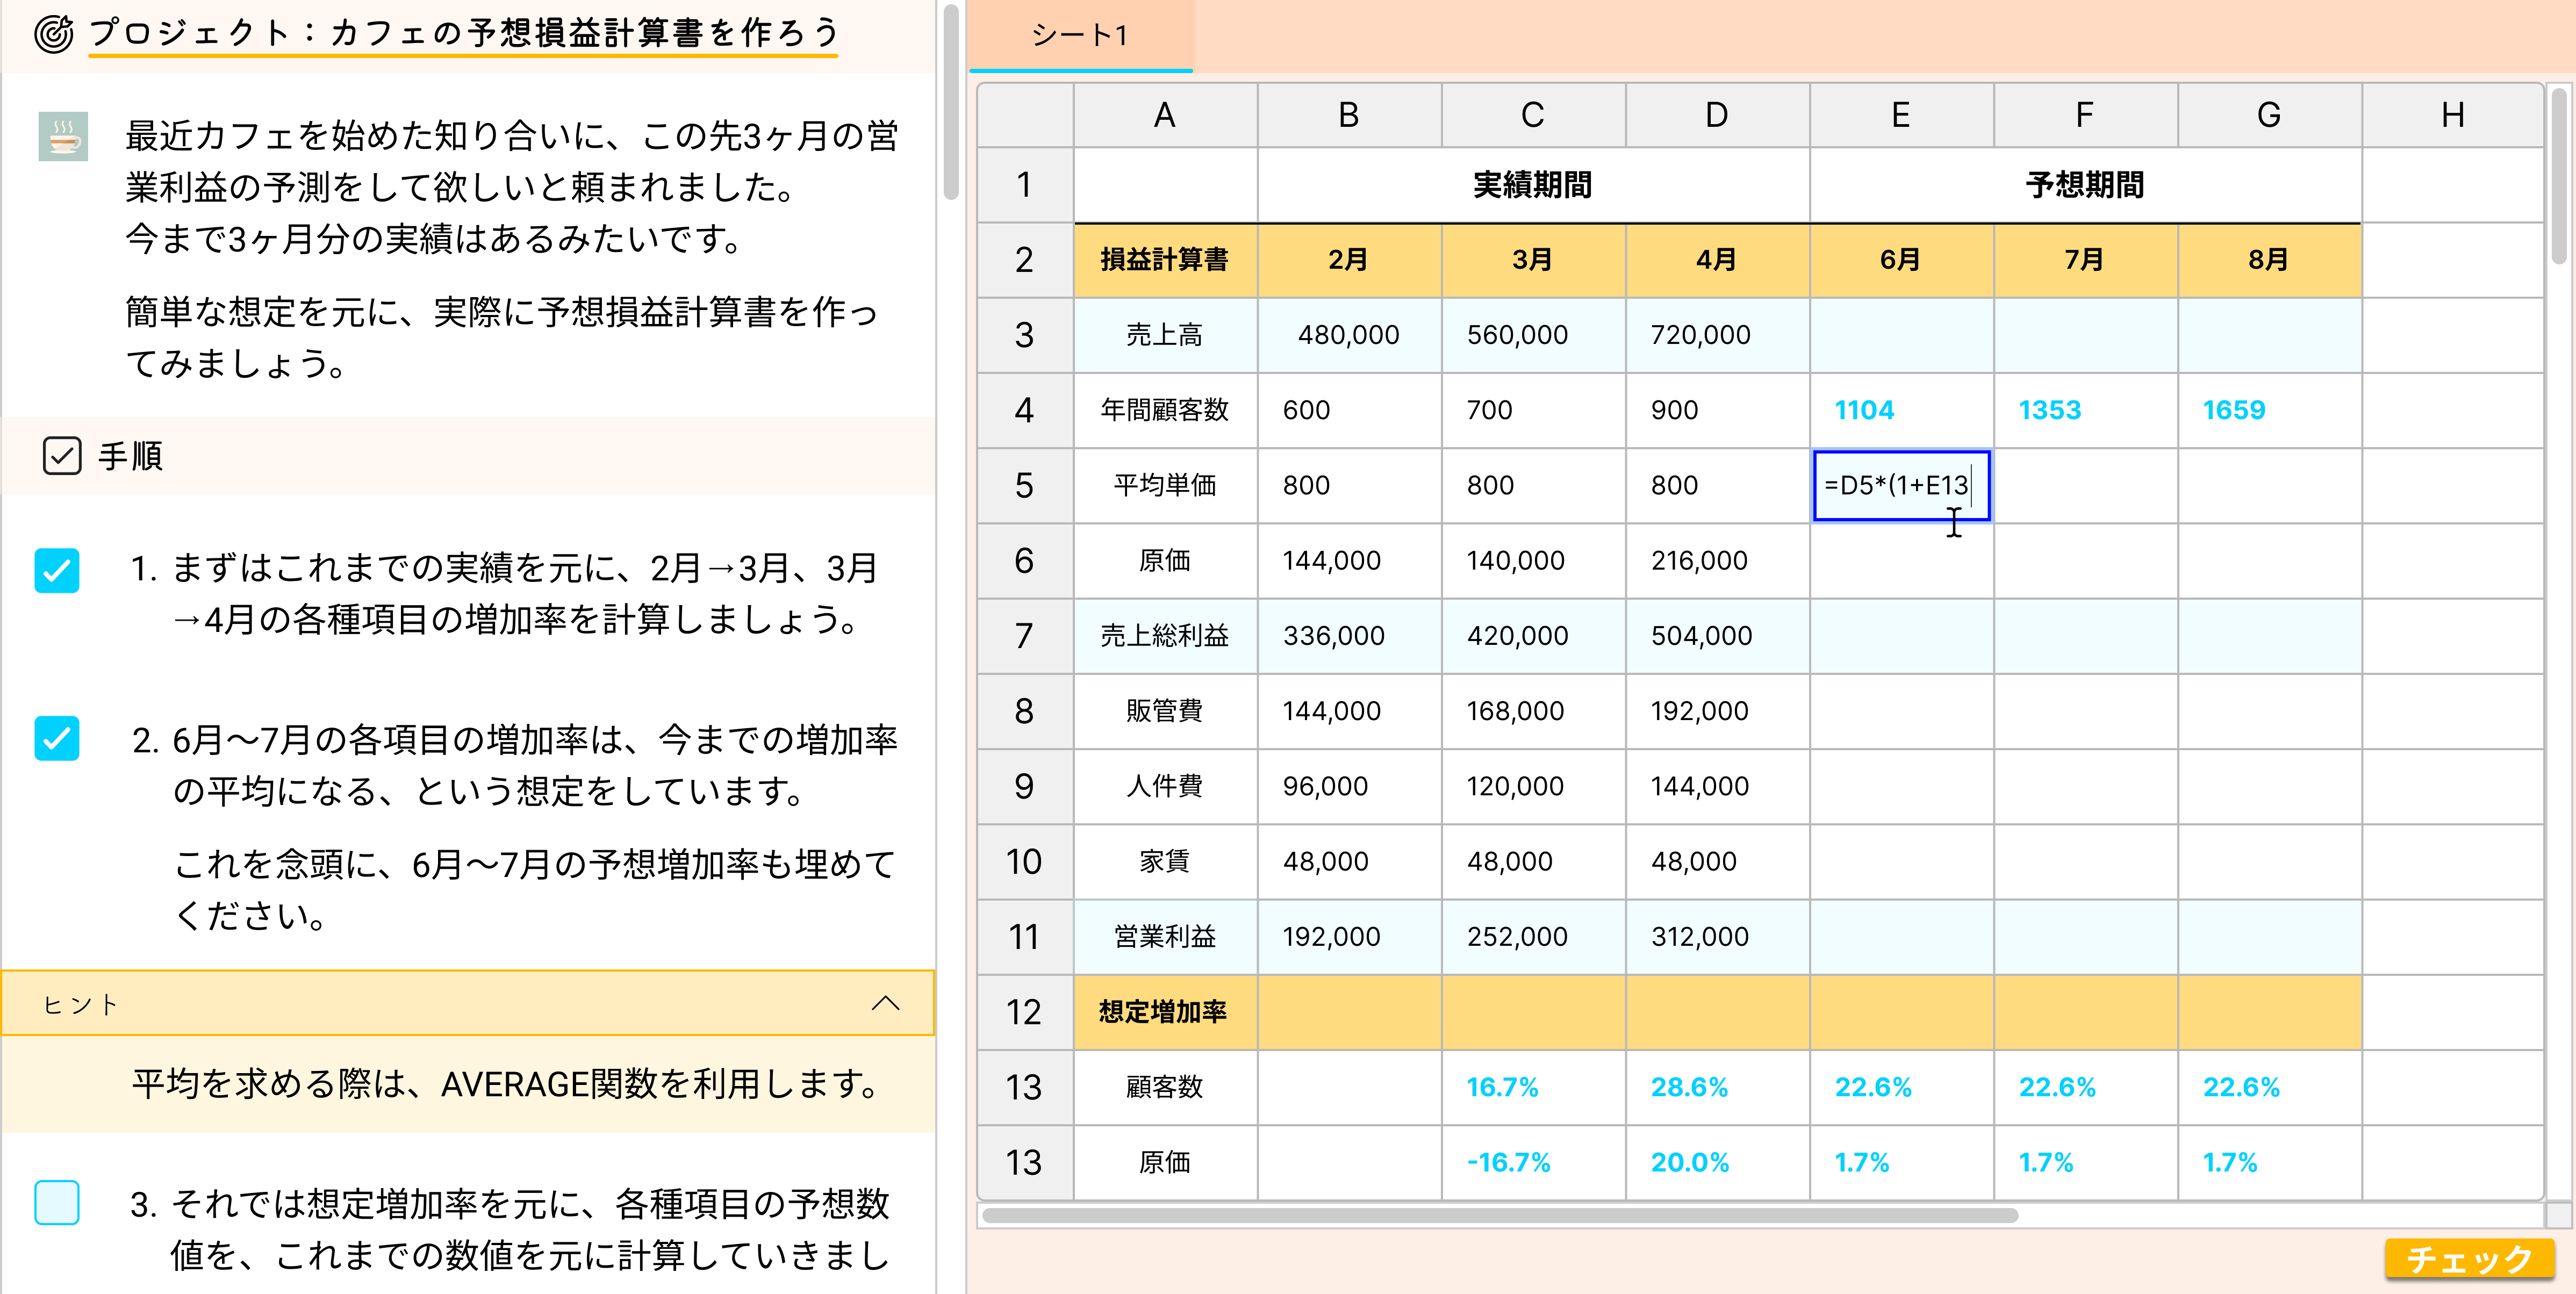 プロジェクト：カフェの予想損益計算書を作ろう
最近カフェを始めた知り合いに、この先3ヶ月の営
業利益の予測をして欲しいと頼まれました。
今まで3ヶ月分の実績はあるみたいです。
簡単な想定を元に、実際に予想損益計算書を作っ
てみましょう。
手順
1. まずはこれまでの実績を元に、2月→3月、3月
→4月の各種項目の増加率を計算しましょう。
2. 6月〜7月の各項目の増加率は、今までの増加率
の平均になる、という想定をしています。
これを念頭に、6月〜7月の予想増加率も埋めて
ください。
ヒント
平均を求める際は、AVERAGE関数を利用します。
3. それでは想定増加率を元に、各種項目の予想数
値を、これまでの数値を元に計算していきまし
シート1
A B C D E F G H
1 実績期間 予想期間
2 損益計算書 2月 3月 4月 6月 7月 8月
3 売上高 480,000 560,000 720,000
4 年間顧客数 600 700 900 1104 1353 1659
5 平均単価 800 800 800 =D5*(1+E13
6 原価 144,000 140,000 216,000
7 売上総利益 336,000 420,000 504,000
8 販管費 144,000 168,000 192,000
9 人件費 96,000 120,000 144,000
10 家賃 48,000 48,000 48,000
11 営業利益 192,000 252,000 312,000
12 想定増加率
13 顧客数 16.7% 28.6% 22.6% 22.6% 22.6%
13 原価 -16.7% 20.0% 1.7% 1.7% 1.7%
チェック